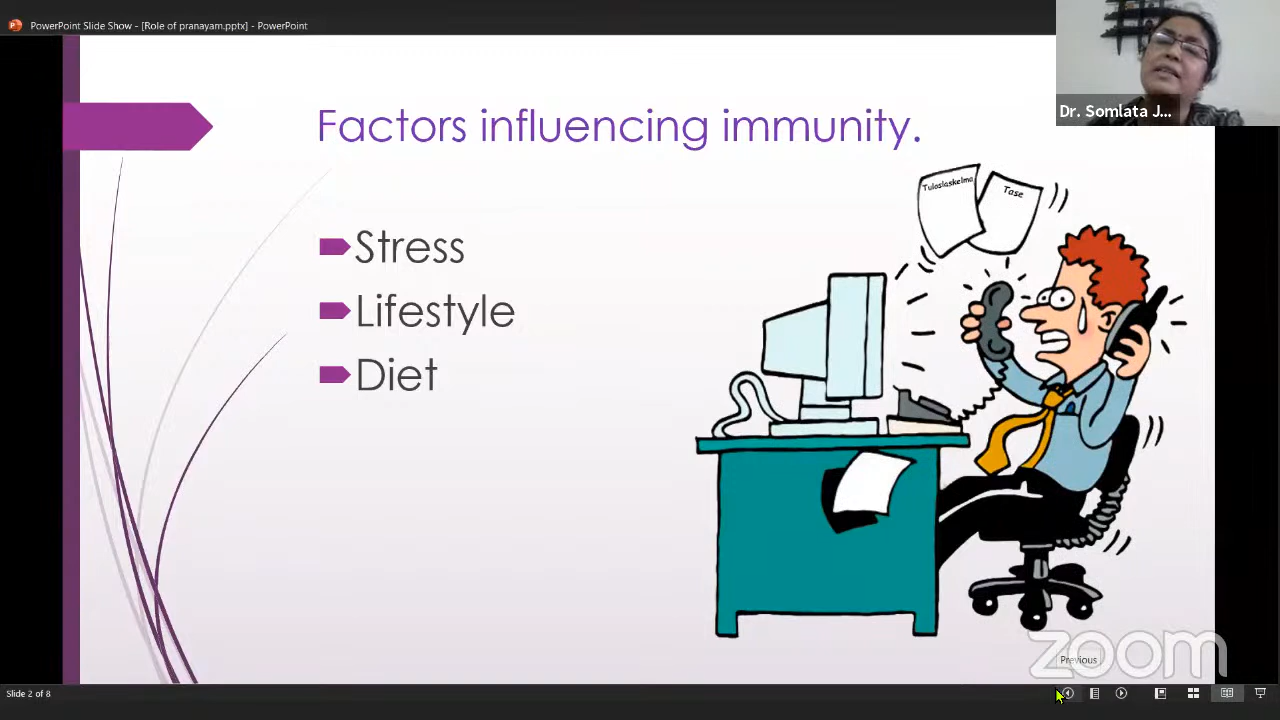 PowerPoint Slide Show - [Role of pranayam.pptx] - PowerPoint
Dr. Somlata J...
Factors influencing immunity.
Tuloslaskelma
Tase
Stress
Lifestyle
Diet
zoom
Previous
Slide 2 of 8